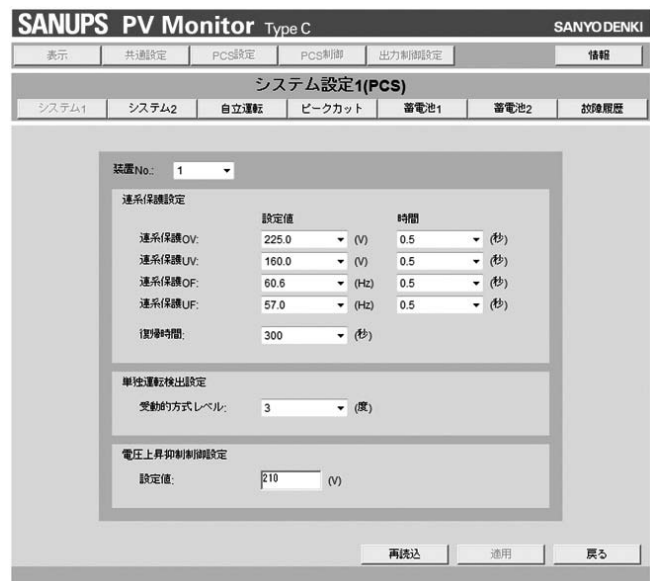 SANUPS PV Monitor Type C SANYO DENKI
表示 共通設定 PCS設定 PCS制御 出力制御設定 情報
システム設定1(PCS)
システム1 システム2 自立運転 ピークカット 蓄電池1 蓄電池2 故障履歴
装置No.: 1
連系保護設定
設定値 時間
連系保護OV: 225.0 (V) 0.5 (秒)
連系保護UV: 160.0 (V) 0.5 (秒)
連系保護OF: 60.6 (Hz) 0.5 (秒)
連系保護UF: 57.0 (Hz) 0.5 (秒)
復帰時間: 300 (秒)
単独運転検出設定
受動的方式レベル: 3 (度)
電圧上昇抑制制御設定
設定値: 210 (V)
再読込 適用 戻る